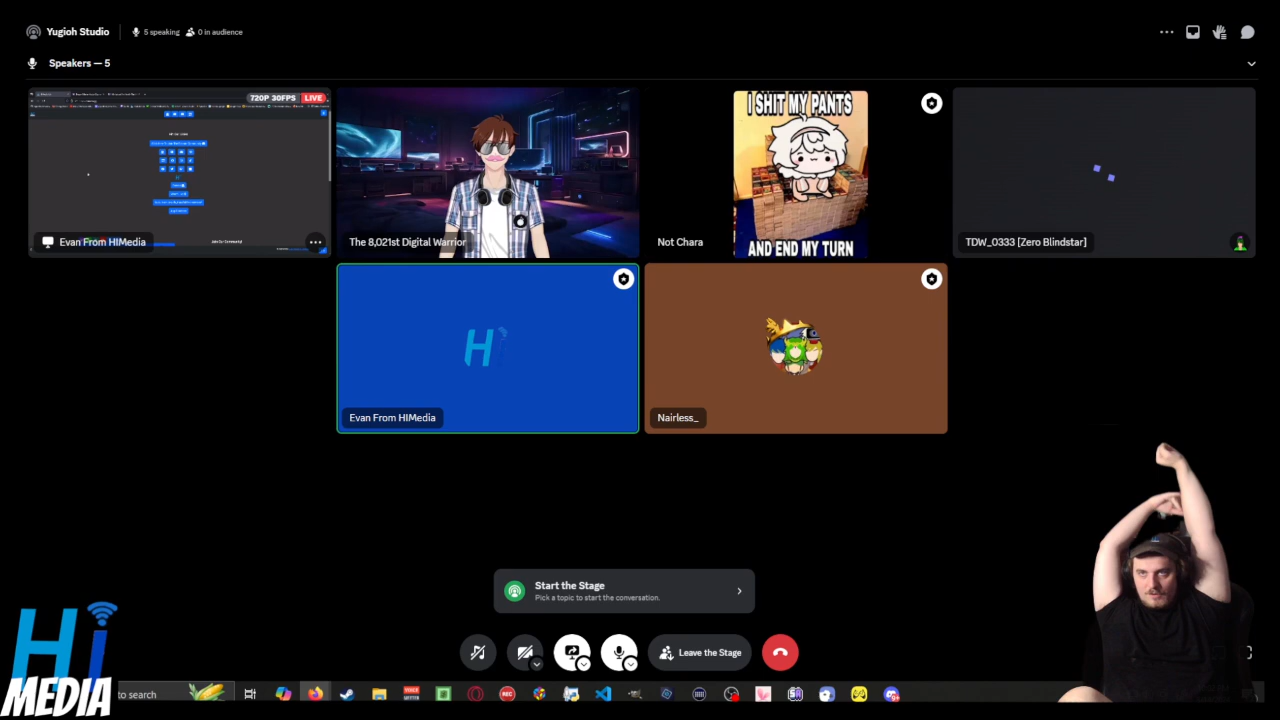 Yugioh Studio
5 speaking
0 in audience
Speakers — 5
720P 30FPS
LIVE
Evan From HIMedia
The 8,021st Digital Warrior
I SHIT MY PANTS
AND END MY TURN
Not Chara
TDW_0333 [Zero Blindstar]
Hi
Evan From HIMedia
Nairless_
Start the Stage
Pick a topic to start the conversation.
Leave the Stage
Hi
MEDIA
to search
REC